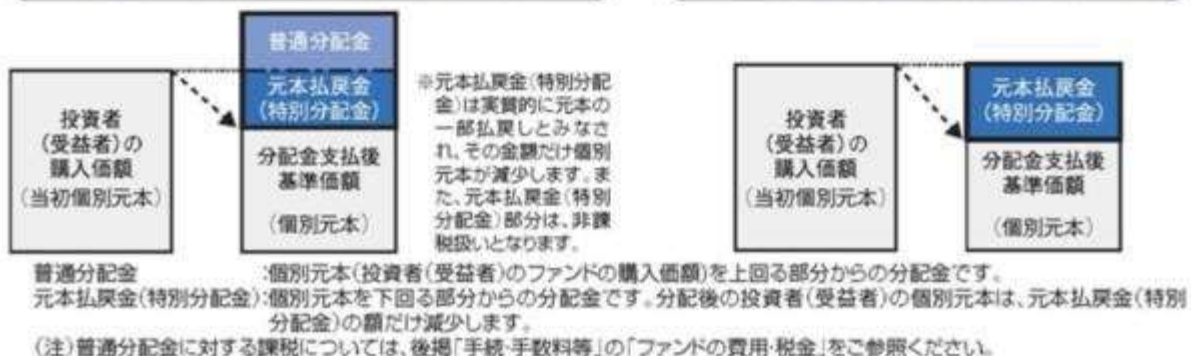 普通分配金
元本払戻金
(特別分配金)
投資者
(受益者)の
購入価額
(当初個別元本)
分配金支払後
基準価額
(個別元本)
※元本払戻金(特別分配
金)は実質的に元本の
一部払戻しとみなさ
れ、その金額だけ個別
元本が減少します。ま
た、元本払戻金(特別
分配金)部分は、非課
税扱いとなります。
投資者
(受益者)の
購入価額
(当初個別元本)
元本払戻金
(特別分配金)
分配金支払後
基準価額
(個別元本)
普通分配金 :個別元本(投資者(受益者)のファンドの購入価額)を上回る部分からの分配金です。
元本払戻金(特別分配金):個別元本を下回る部分からの分配金です。分配後の投資者(受益者)の個別元本は、元本払戻金(特別
分配金)の額だけ減少します。
(注)普通分配金に対する課税については、後掲「手続・手数料等」の「ファンドの費用・税金」をご参照ください。